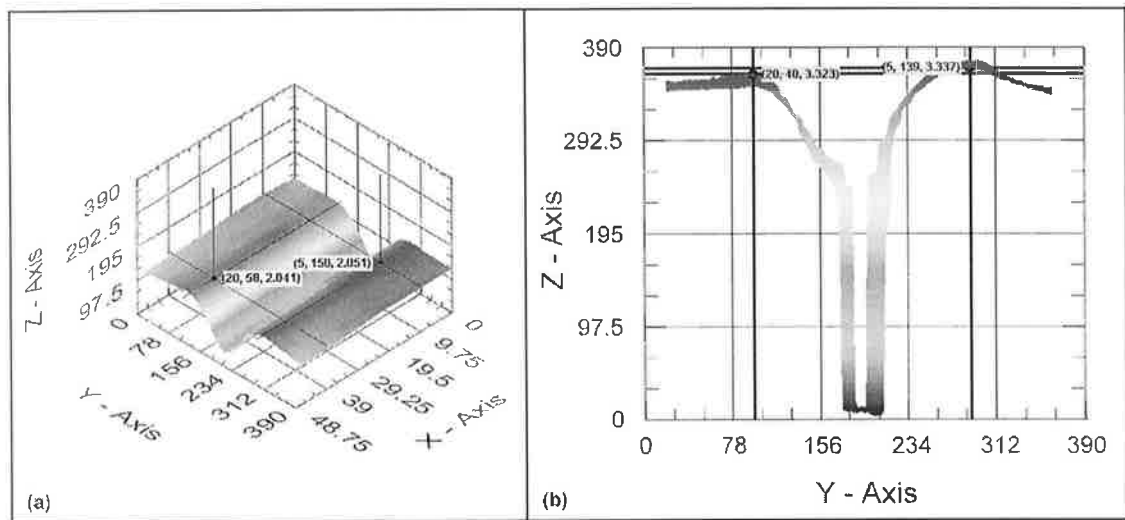 390
292.5
195
97.5
Z - Axis
0
78
156
234
312
390
Y - Axis
0
9.75
19.5
29.25
39
48.75
X - Axis
(20, 58, 2.041)
(5, 150, 2.051)
(a)
390
292.5
195
97.5
0
Z - Axis
(20, 40, 3.323)
(5, 139, 3.337)
0 78 156 234 312 390
Y - Axis
(b)